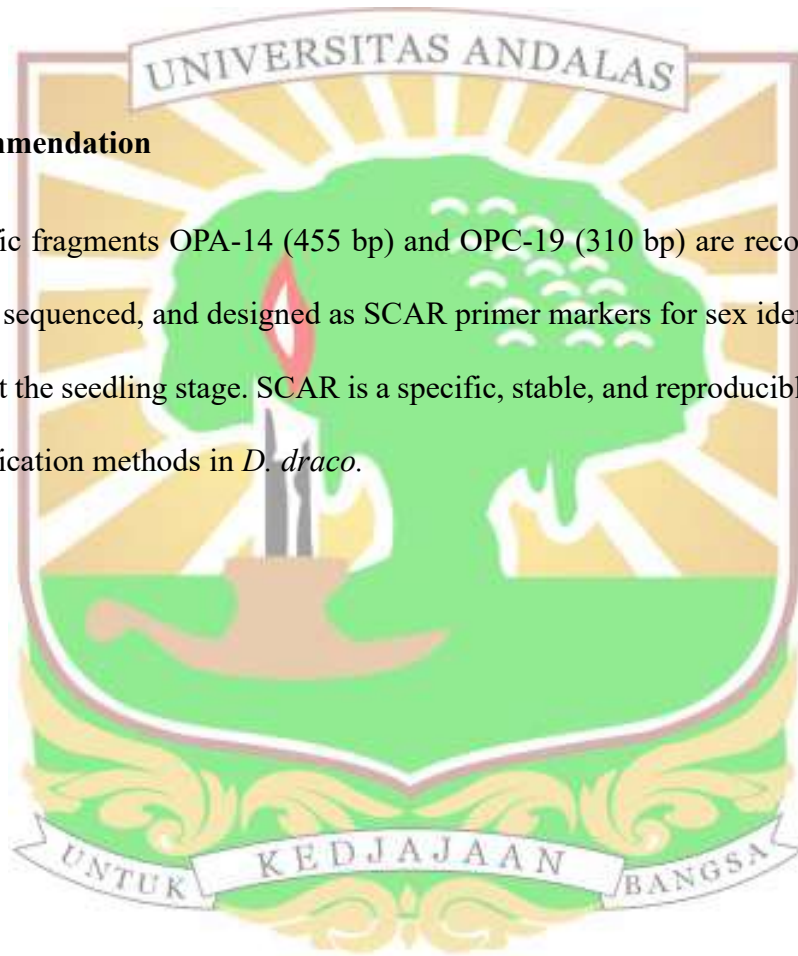 UNIVERSITAS ANDALAS
mmendation
ic fragments OPA-14 (455 bp) and OPC-19 (310 bp) are reco
sequenced, and designed as SCAR primer markers for sex iden
t the seedling stage. SCAR is a specific, stable, and reproducibl
ication methods in D. draco.
UNTUK KEDJAJAAN BANGSA